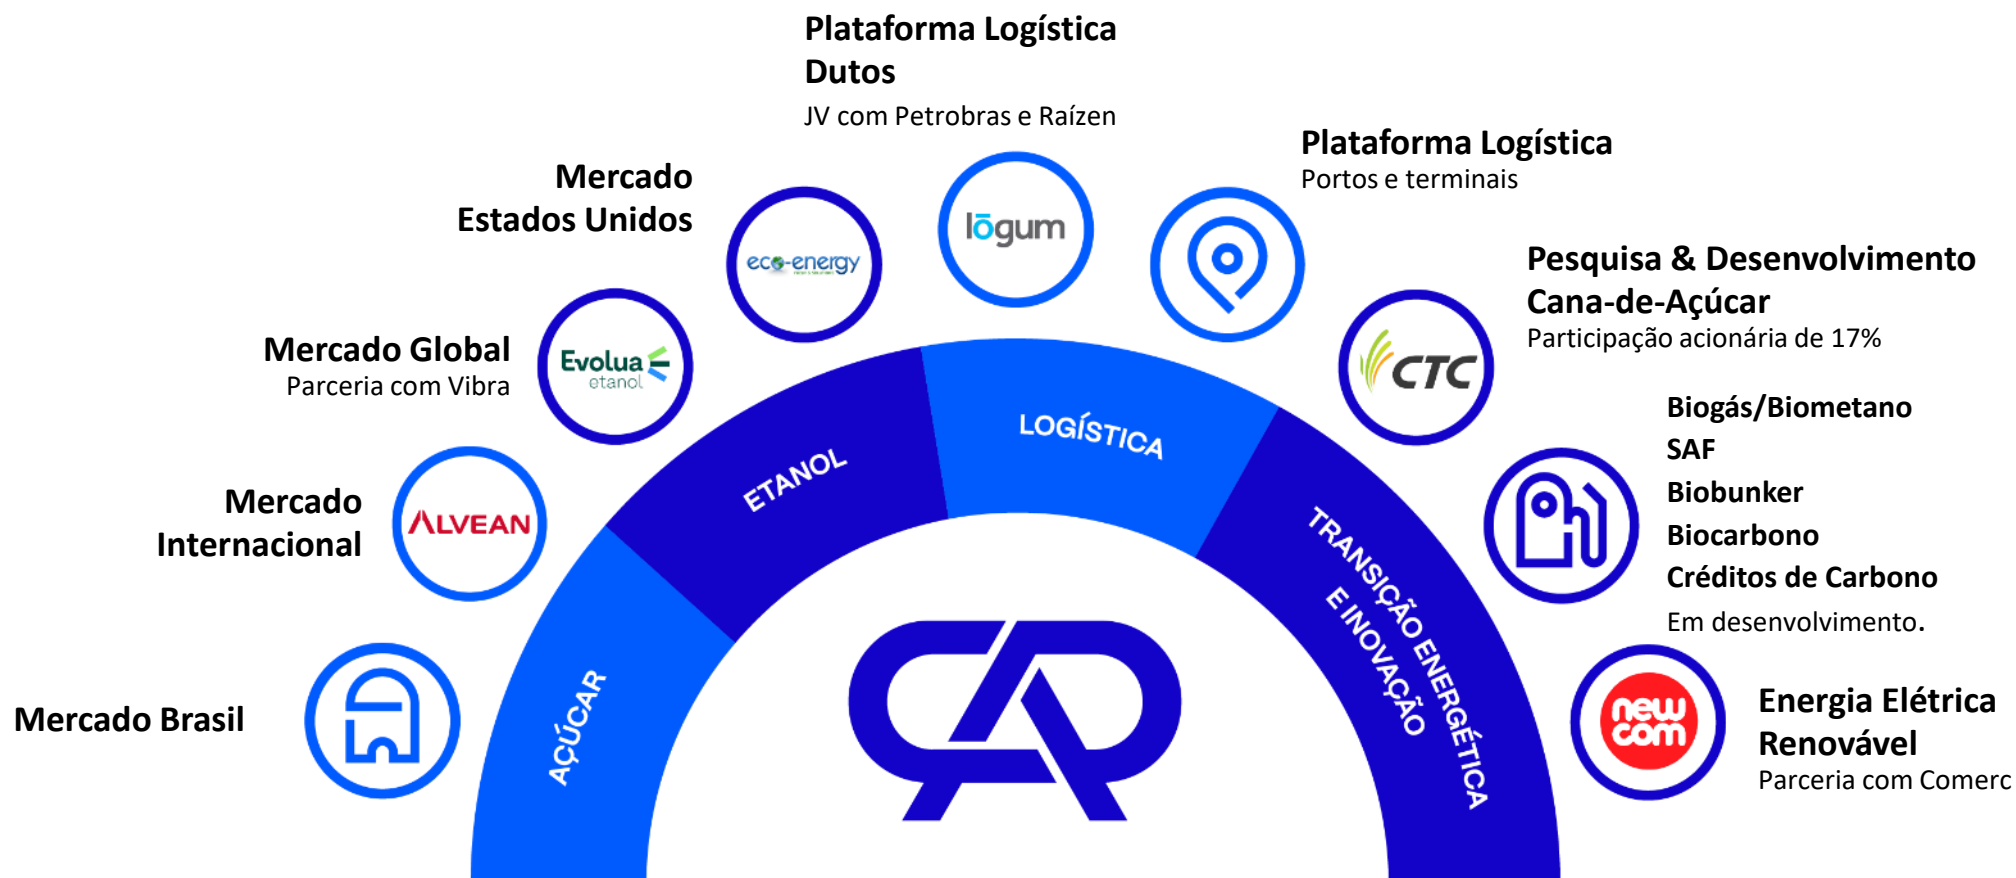 Plataforma Logística
Dutos
JV com Petrobras e Raízen
Plataforma Logística
Portos e terminais
Mercado
Estados Unidos
eco-energy
lōgum
Pesquisa & Desenvolvimento
Cana-de-Açúcar
Participação acionária de 17%
Mercado Global
Parceria com Vibra
Evolua
etanol
CTC
Biogás/Biometano
SAF
Biobunker
Biocarbono
Créditos de Carbono
Em desenvolvimento.
Mercado
Internacional
ALVEAN
ETANOL
LOGÍSTICA
TRANSIÇÃO ENERGÉTICA
E INOVAÇÃO
AÇÚCAR
Mercado Brasil
new
com
Energia Elétrica
Renovável
Parceria com Comerc